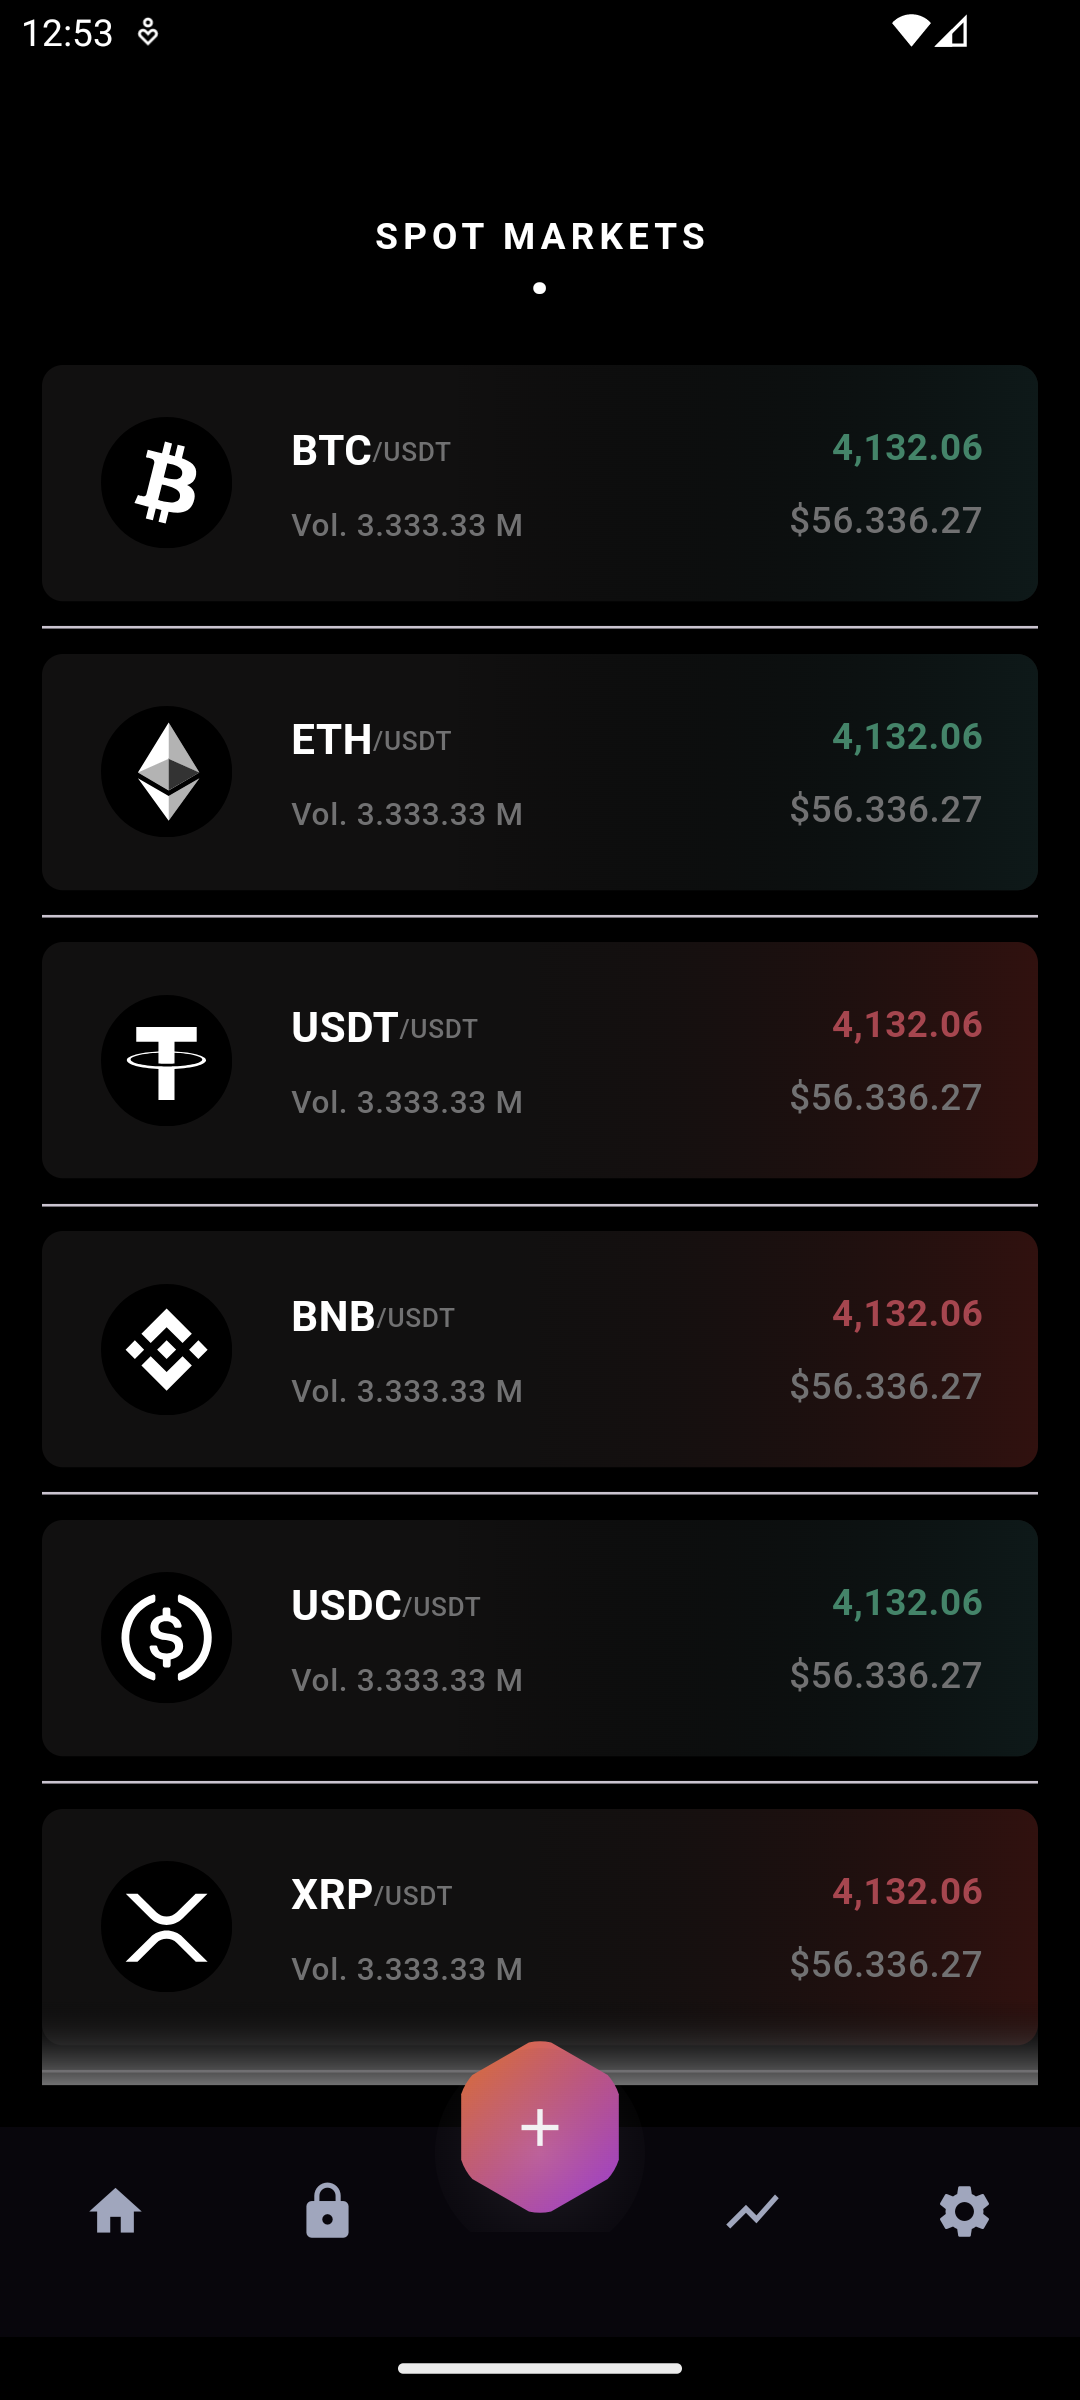 12:53
SPOT MARKETS
BTC/USDT
4,132.06
Vol. 3.333.33 M
$56.336.27
ETH/USDT
4,132.06
Vol. 3.333.33 M
$56.336.27
USDT/USDT
4,132.06
Vol. 3.333.33 M
$56.336.27
BNB/USDT
4,132.06
Vol. 3.333.33 M
$56.336.27
USDC/USDT
4,132.06
Vol. 3.333.33 M
$56.336.27
XRP/USDT
4,132.06
Vol. 3.333.33 M
$56.336.27